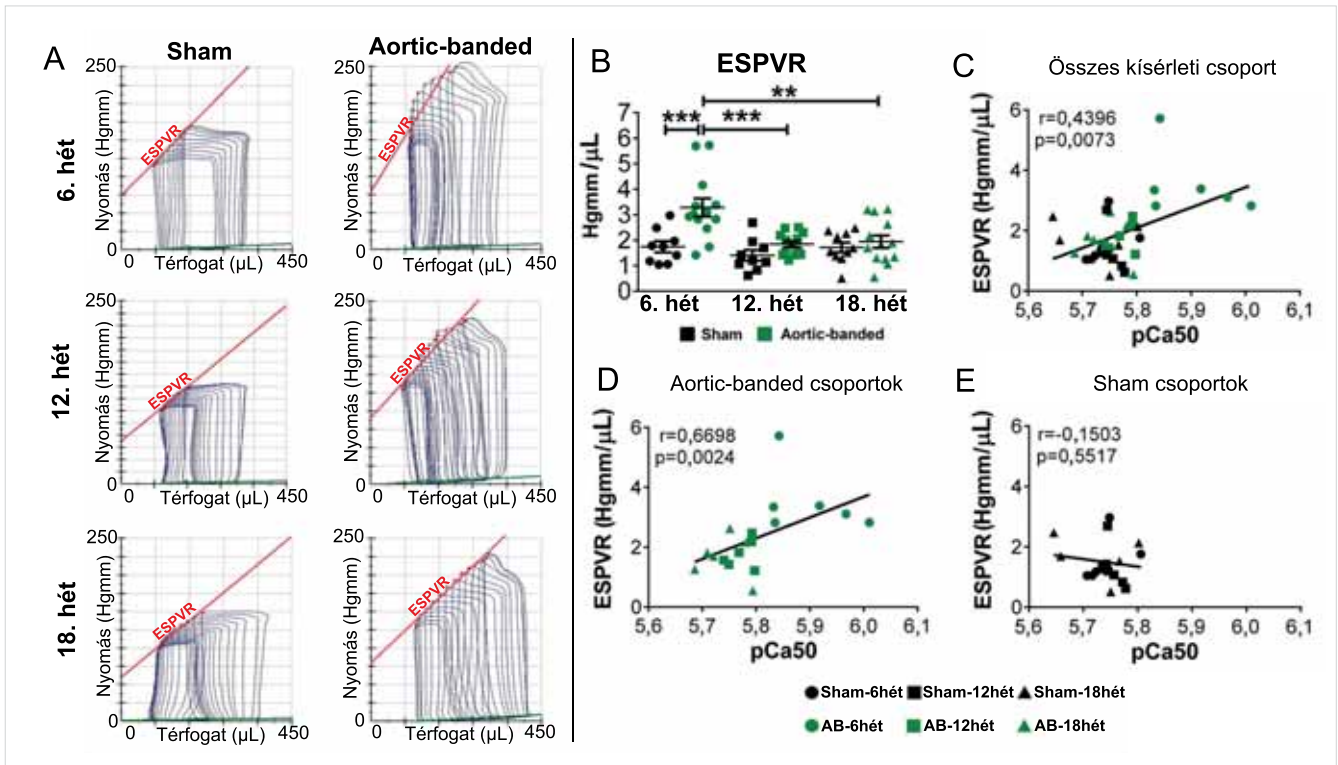 A
Sham
Aortic-banded
6. hét
250
Nyomás (Hgmm)
0
ESPVR
0 Térfogat (µL) 450
250
Nyomás (Hgmm)
0
ESPVR
0 Térfogat (µL) 450
12. hét
250
Nyomás (Hgmm)
0
ESPVR
0 Térfogat (µL) 450
250
Nyomás (Hgmm)
0
ESPVR
0 Térfogat (µL) 450
18. hét
250
Nyomás (Hgmm)
0
ESPVR
0 Térfogat (µL) 450
250
Nyomás (Hgmm)
0
ESPVR
0 Térfogat (µL) 450
B
ESPVR
**
*** ***
Hgmm/µL
7
6
5
4
3
2
1
0
6. hét 12. hét 18. hét
Sham Aortic-banded
C
Összes kísérleti csoport
r=0,4396
p=0,0073
ESPVR (Hgmm/µL)
6
4
2
0
5,6 5,7 5,8 5,9 6,0 6,1
pCa50
D
Aortic-banded csoportok
r=0,6698
p=0,0024
ESPVR (Hgmm/µL)
6
4
2
0
5,6 5,7 5,8 5,9 6,0 6,1
pCa50
E
Sham csoportok
r=-0,1503
p=0,5517
ESPVR (Hgmm/µL)
6
4
2
0
5,6 5,7 5,8 5,9 6,0 6,1
pCa50
Sham-6hét Sham-12hét Sham-18hét
AB-6hét AB-12hét AB-18hét